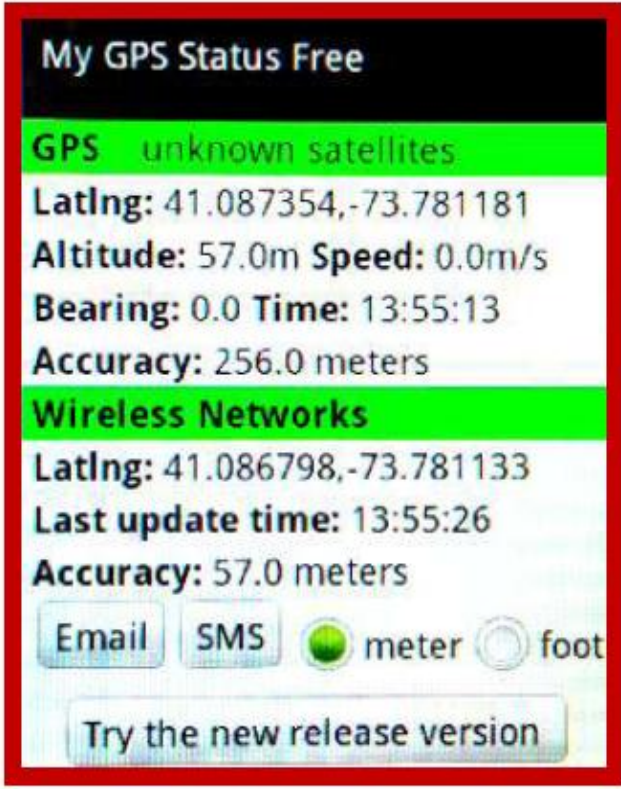 My GPS Status Free
GPS unknown satellites
Latlng: 41.087354,-73.781181
Altitude: 57.0m Speed: 0.0m/s
Bearing: 0.0 Time: 13:55:13
Accuracy: 256.0 meters
Wireless Networks
Latlng: 41.086798,-73.781133
Last update time: 13:55:26
Accuracy: 57.0 meters
Email SMS meter foot
Try the new release version